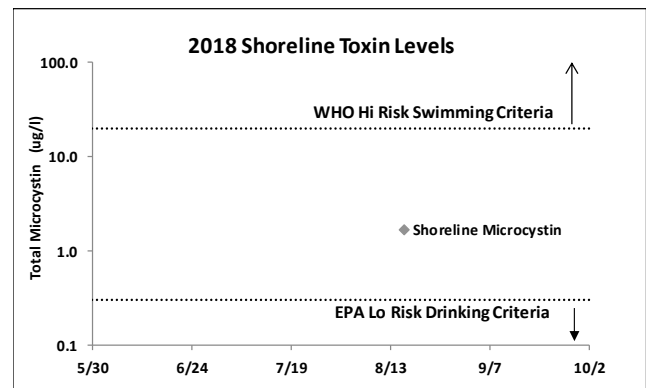 2018 Shoreline Toxin Levels
100.0
WHO Hi Risk Swimming Criteria
10.0
Total Microcystin (ug/l)
Shoreline Microcystin
1.0
EPA Lo Risk Drinking Criteria
0.1
5/30 6/24 7/19 8/13 9/7 10/2